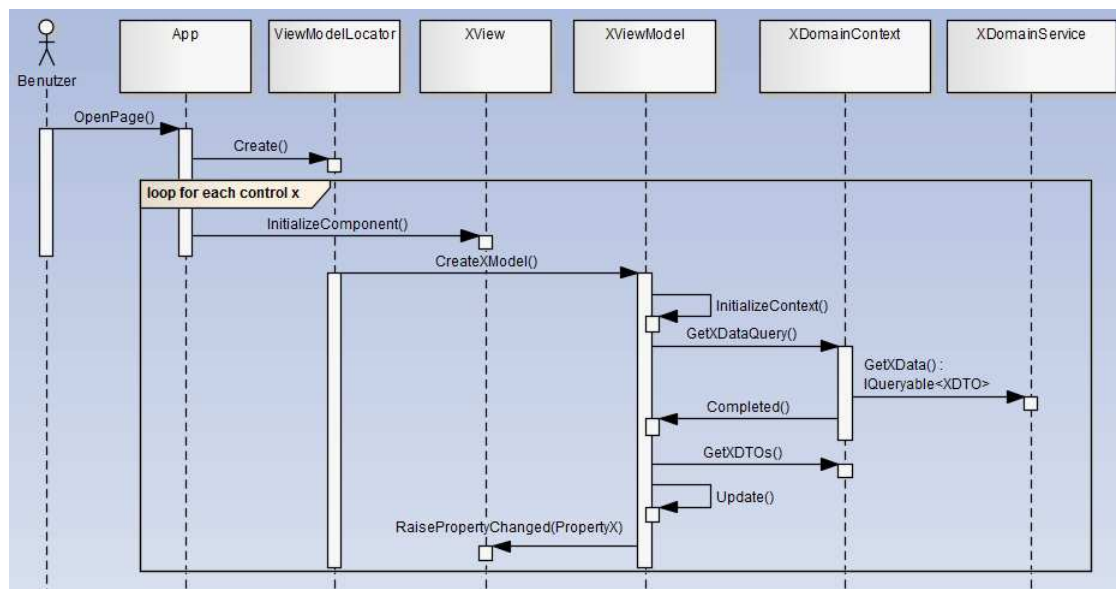 App
ViewModelLocator
XView
XViewModel
XDomainContext
XDomainService
Benutzer
OpenPage()
Create()
loop for each control x
InitializeComponent()
CreateXModel()
InitializeContext()
GetXDataQuery()
GetXData() :
IQueryable<XDTO>
Completed()
GetXDTOs()
Update()
RaisePropertyChanged(PropertyX)